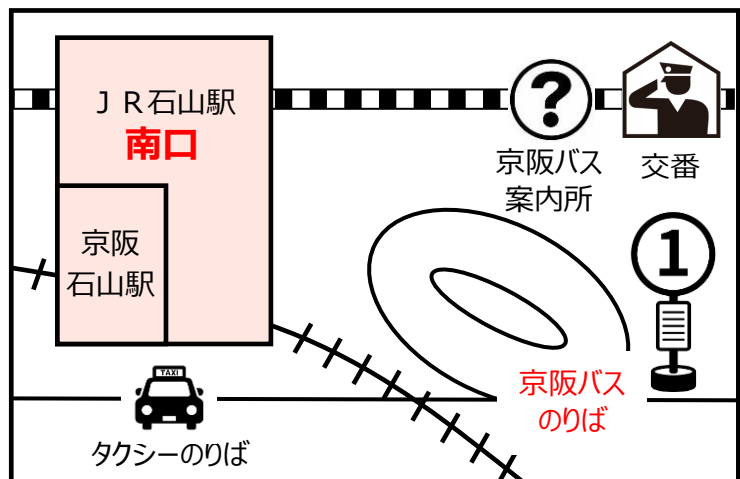 ＪＲ石山駅
南口
京阪
石山駅
?
京阪バス
案内所
交番
1
TAXI
タクシーのりば
京阪バス
のりば